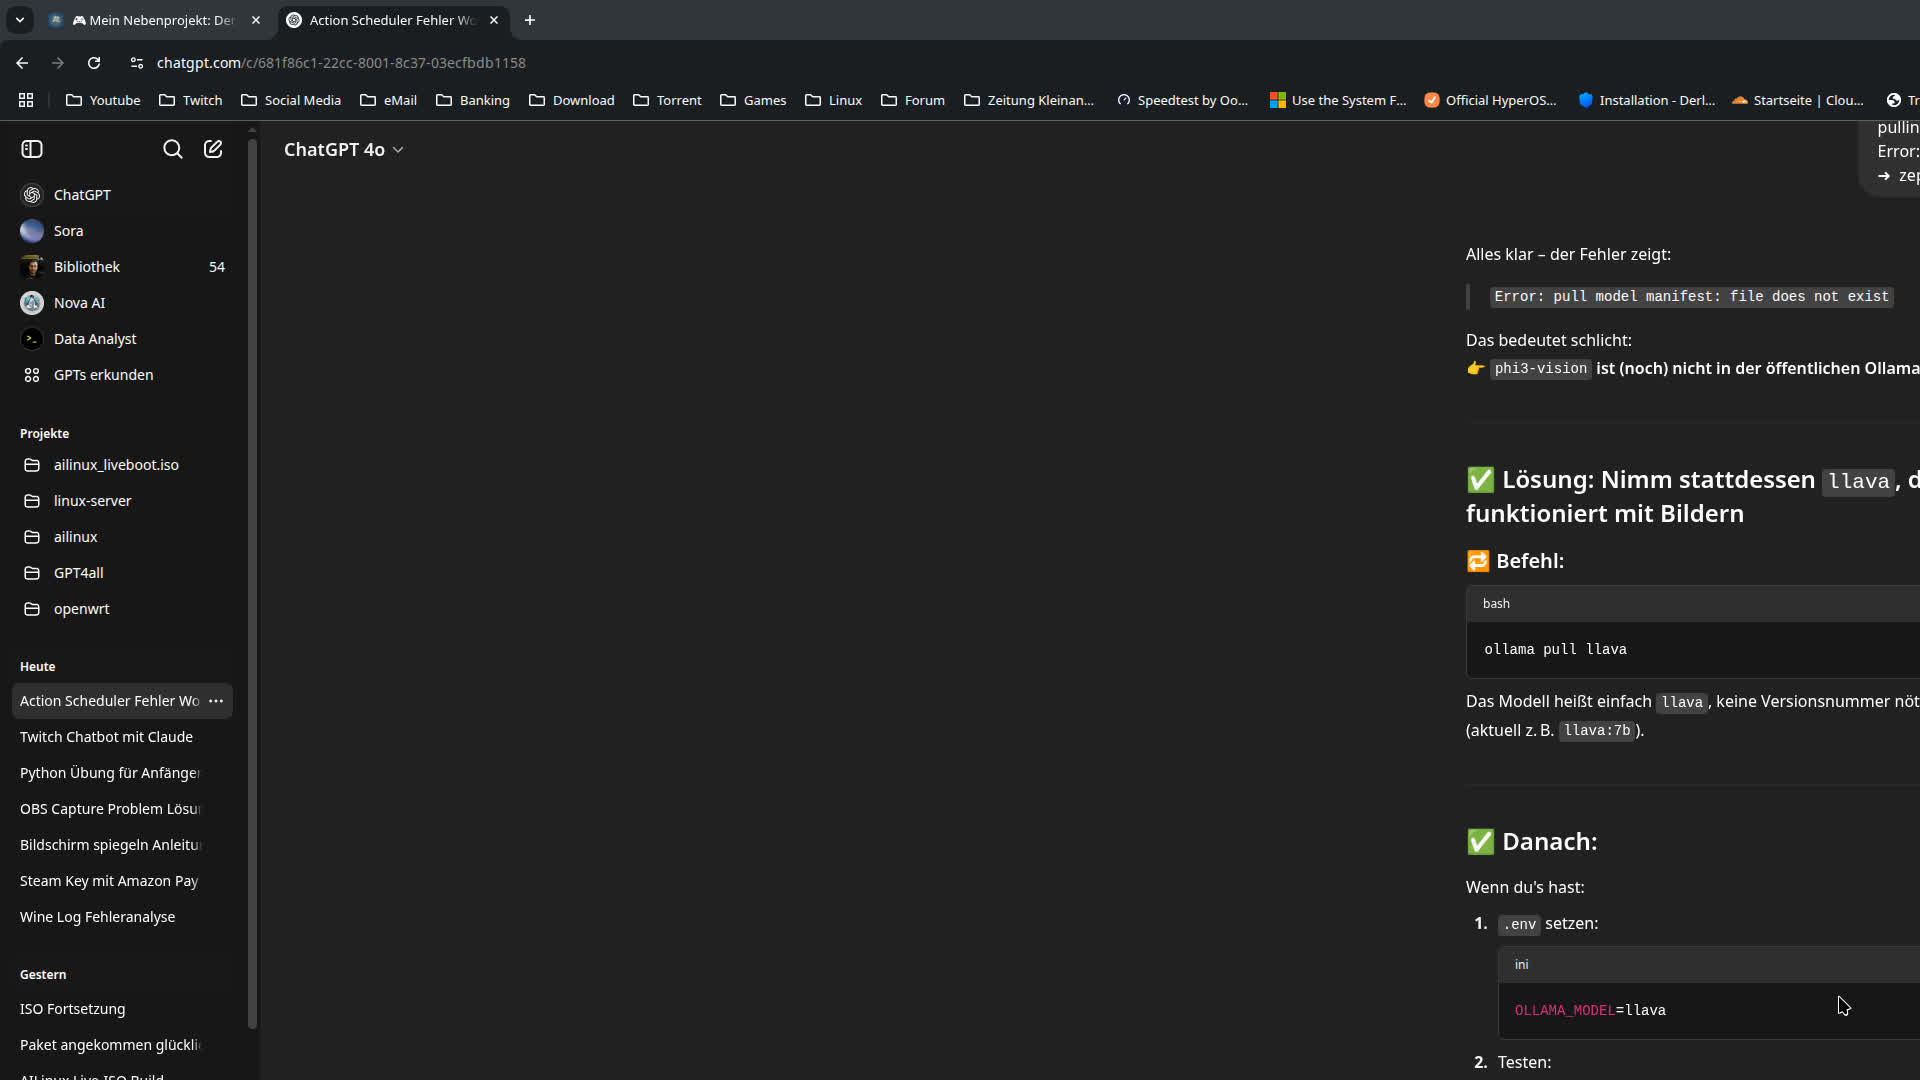 🎮 Mein Nebenprojekt: Der
Action Scheduler Fehler Wo
chatgpt.com/c/681f86c1-22cc-8001-8c37-03ecfbdb1158
Youtube
Twitch
Social Media
eMail
Banking
Download
Torrent
Games
Linux
Forum
Zeitung Kleinan...
Speedtest by Oo...
Use the System F...
Official HyperOS...
Installation - Derl...
Startseite | Clou...
Tr
ChatGPT
Sora
Bibliothek 54
Nova AI
Data Analyst
GPTs erkunden
Projekte
ailinux_liveboot.iso
linux-server
ailinux
GPT4all
openwrt
Heute
Action Scheduler Fehler Wo
Twitch Chatbot mit Claude
Python Übung für Anfänger
OBS Capture Problem Lösu
Bildschirm spiegeln Anleitu
Steam Key mit Amazon Pay
Wine Log Fehleranalyse
Gestern
ISO Fortsetzung
Paket angekommen glückli
AILinux Live ISO Build
ChatGPT 4o
pullin
Error:
➜ zep
Alles klar – der Fehler zeigt:
Error: pull model manifest: file does not exist
Das bedeutet schlicht:
👉 phi3-vision ist (noch) nicht in der öffentlichen Ollama
✅ Lösung: Nimm stattdessen llava, d
funktioniert mit Bildern
🔁 Befehl:
bash
ollama pull llava
Das Modell heißt einfach llava, keine Versionsnummer nöt
(aktuell z. B. llava:7b).
✅ Danach:
Wenn du's hast:
1. .env setzen:
ini
OLLAMA_MODEL=llava
2. Testen: